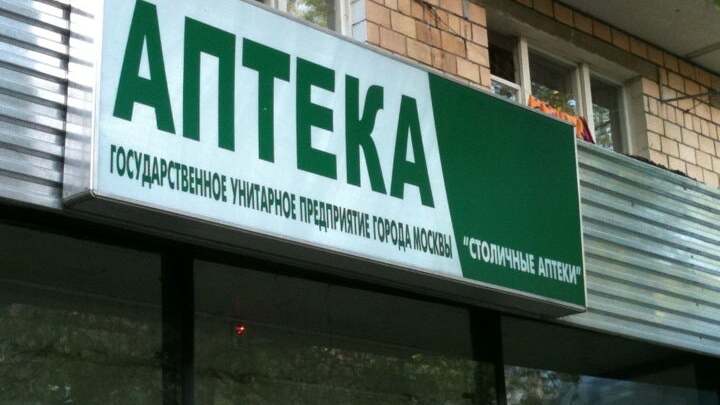 АПТЕКА
ГОСУДАРСТВЕННОЕ УНИТАРНОЕ ПРЕДПРИЯТИЕ ГОРОДА МОСКВЫ
"СТОЛИЧНЫЕ АПТЕКИ"